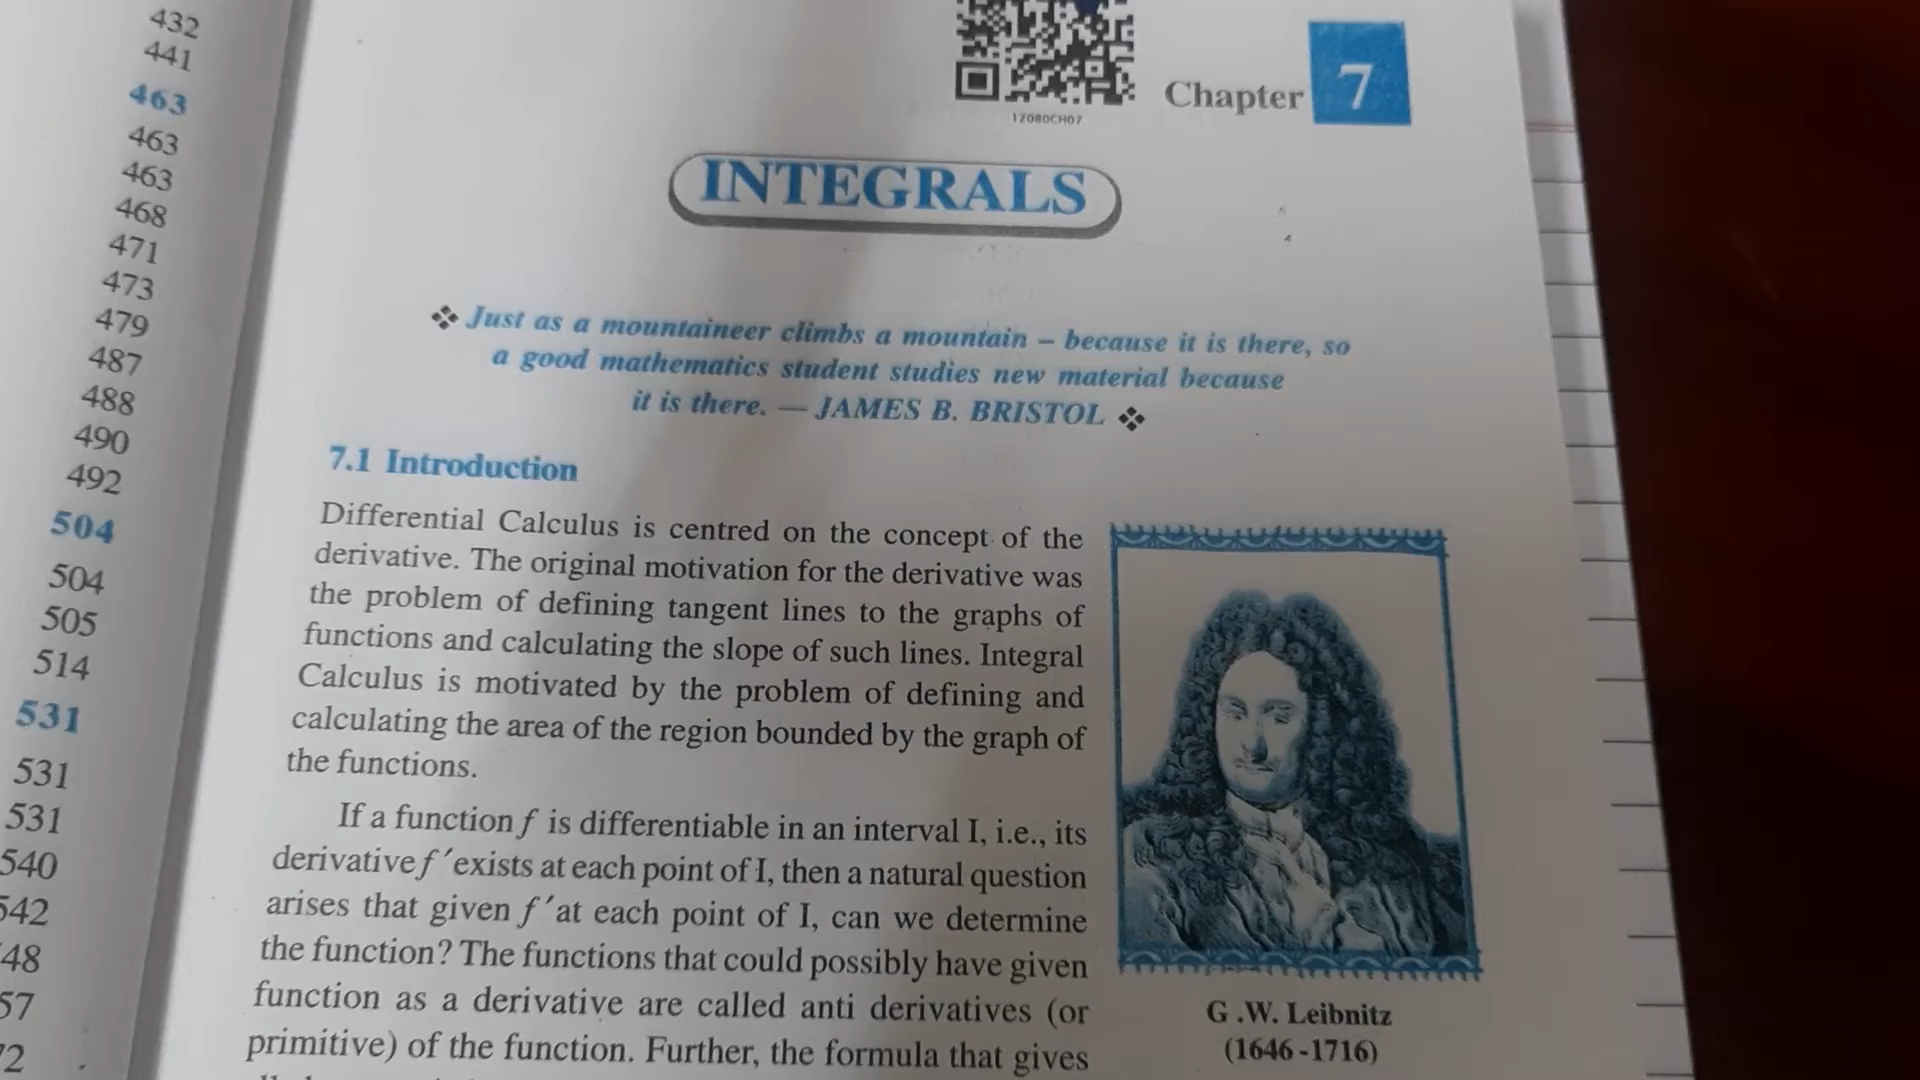 432
441
463
463
463
468
471
473
479
487
488
490
492
504
504
505
514
531
531
531
540
542
48
57
72
12080CH07
Chapter 7
INTEGRALS
❖ Just as a mountaineer climbs a mountain – because it is there, so
a good mathematics student studies new material because
it is there. — JAMES B. BRISTOL ❖
7.1 Introduction
Differential Calculus is centred on the concept of the
derivative. The original motivation for the derivative was
the problem of defining tangent lines to the graphs of
functions and calculating the slope of such lines. Integral
Calculus is motivated by the problem of defining and
calculating the area of the region bounded by the graph of
the functions.
If a function f is differentiable in an interval I, i.e., its
derivative f ′exists at each point of I, then a natural question
arises that given f ′at each point of I, can we determine
the function? The functions that could possibly have given
function as a derivative are called anti derivatives (or
primitive) of the function. Further, the formula that gives
G .W. Leibnitz
(1646 -1716)